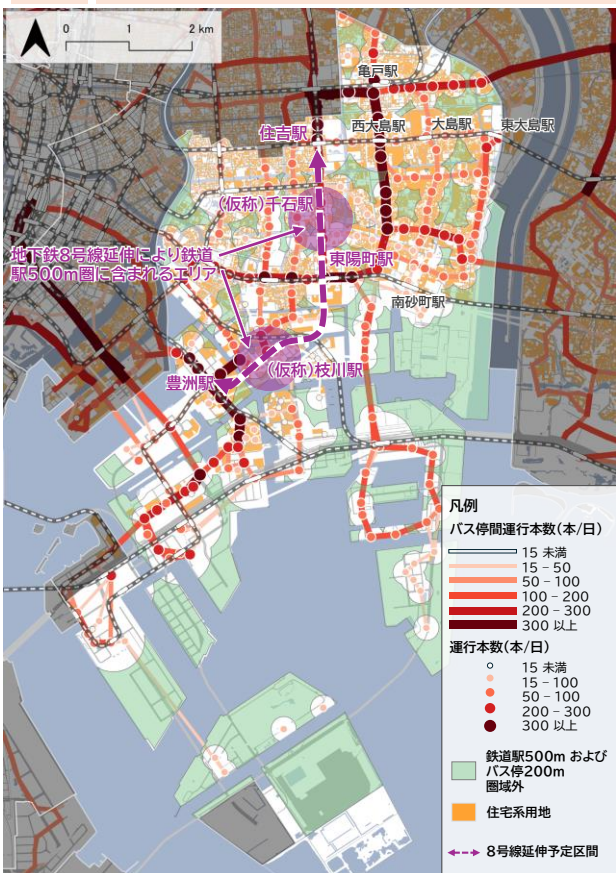 0 1 2 km
亀戸駅
住吉駅
西大島駅
大島駅
東大島駅
(仮称)千石駅
地下鉄8号線延伸により鉄道
駅500m圏に含まれるエリア
東陽町駅
南砂町駅
(仮称)枝川駅
豊洲駅
凡例
バス停間運行本数(本/日)
15 未満
15 – 50
50 – 100
100 – 200
200 – 300
300 以上
運行本数(本/日)
15 未満
15 – 100
50 – 100
200 – 300
300 以上
鉄道駅500m および
バス停200m
圏域外
住宅系用地
8号線延伸予定区間